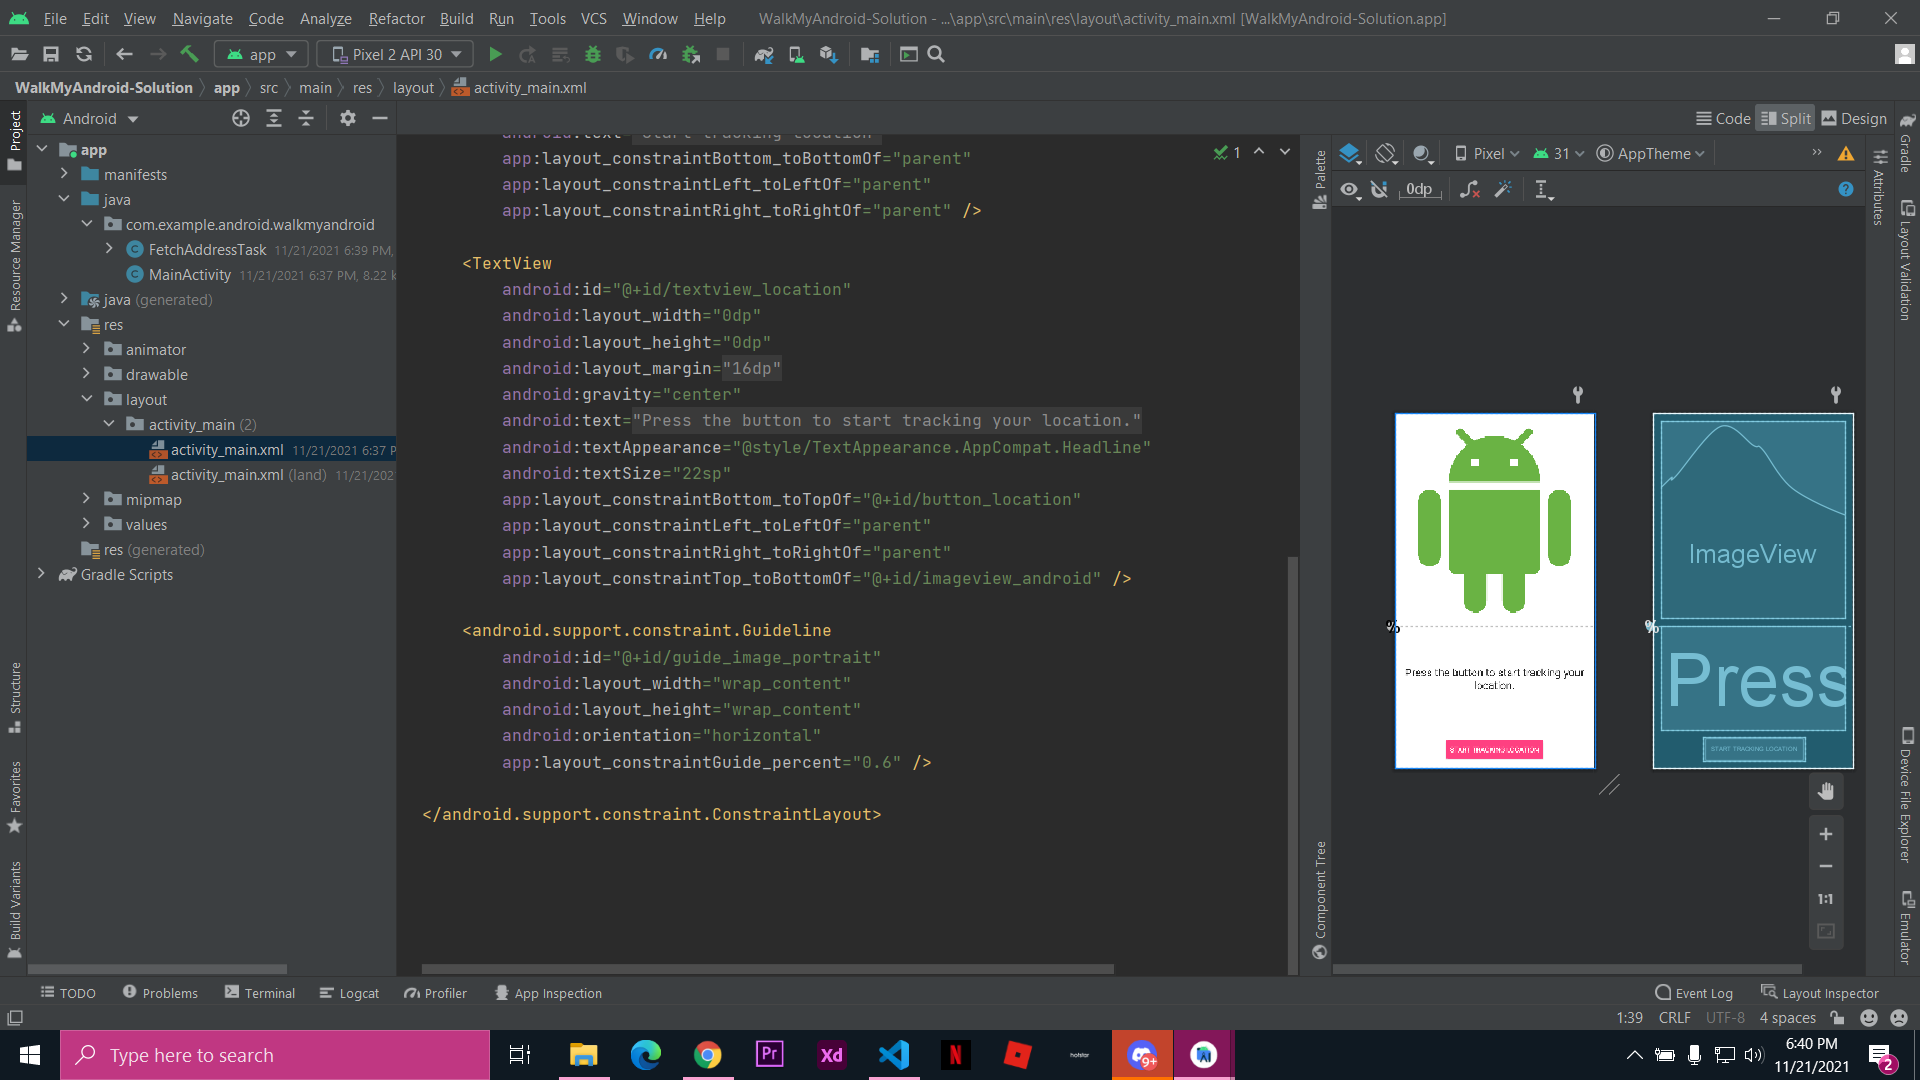 File Edit View Navigate Code Analyze Refactor Build Run Tools VCS Window Help WalkMyAndroid-Solution - ...\app\src\main\res\layout\activity_main.xml [WalkMyAndroid-Solution.app]
app Pixel 2 API 30
WalkMyAndroid-Solution app src main res layout activity_main.xml
Project
Resource Manager
Structure
Favorites
Build Variants
Android
app
manifests
java
com.example.android.walkmyandroid
FetchAddressTask 11/21/2021 6:39 PM,
MainActivity 11/21/2021 6:37 PM, 8.22 k
java (generated)
res
animator
drawable
layout
activity_main (2)
activity_main.xml 11/21/2021 6:37 P
activity_main.xml (land) 11/21/202
mipmap
values
res (generated)
Gradle Scripts
android:text="Start tracking location"
app:layout_constraintBottom_toBottomOf="parent"
app:layout_constraintLeft_toLeftOf="parent"
app:layout_constraintRight_toRightOf="parent" />
<TextView
android:id="@+id/textview_location"
android:layout_width="0dp"
android:layout_height="0dp"
android:layout_margin="16dp"
android:gravity="center"
android:text="Press the button to start tracking your location."
android:textAppearance="@style/TextAppearance.AppCompat.Headline"
android:textSize="22sp"
app:layout_constraintBottom_toTopOf="@+id/button_location"
app:layout_constraintLeft_toLeftOf="parent"
app:layout_constraintRight_toRightOf="parent"
app:layout_constraintTop_toBottomOf="@+id/imageview_android" />
<android.support.constraint.Guideline
android:id="@+id/guide_image_portrait"
android:layout_width="wrap_content"
android:layout_height="wrap_content"
android:orientation="horizontal"
app:layout_constraintGuide_percent="0.6" />
</android.support.constraint.ConstraintLayout>
1
Code Split Design
Palette
Component Tree
Pixel 31 AppTheme
0dp
?
%
Press the button to start tracking your
location.
START TRACKING LOCATION
ImageView
%
Press
START TRACKING LOCATION
1:1
Gradle
Attributes
Layout Validation
Device File Explorer
Emulator
TODO Problems Terminal Logcat Profiler App Inspection Event Log Layout Inspector
1:39 CRLF UTF-8 4 spaces
Type here to search
Pr
Xd
N
hotstar
9+
6:40 PM
11/21/2021
2